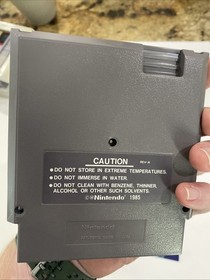 CAUTION REV-A
●DO NOT STORE IN EXTREME TEMPERATURES.
●DO NOT IMMERSE IN WATER.
●DO NOT CLEAN WITH BENZENE, THINNER,
ALCOHOL OR OTHER SUCH SOLVENTS.
©®Nintendo 1985